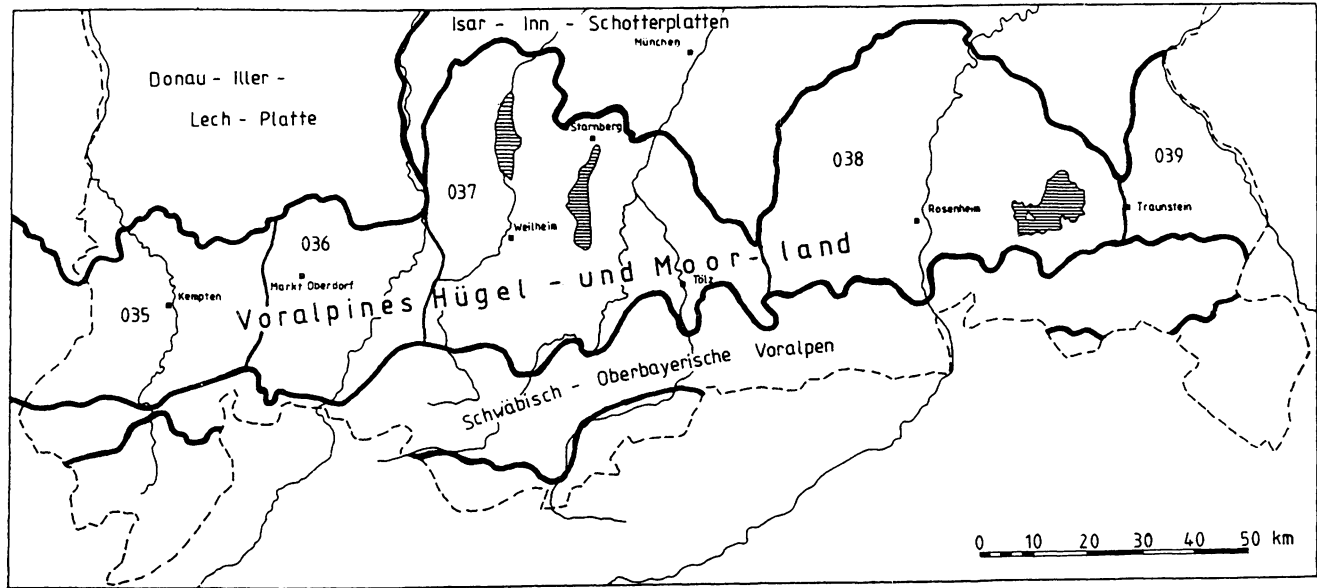 Isar - Inn - Schotterplatten
München
Donau - Iller -
Lech - Platte
Starnberg
037
038
039
Rosenheim
Traunstein
Weilheim
036
Markt Oberdorf
Kempten
035
Tölz
Voralpines Hügel - und Moor - land
Schwäbisch - Oberbayerische Voralpen
0 10 20 30 40 50 km